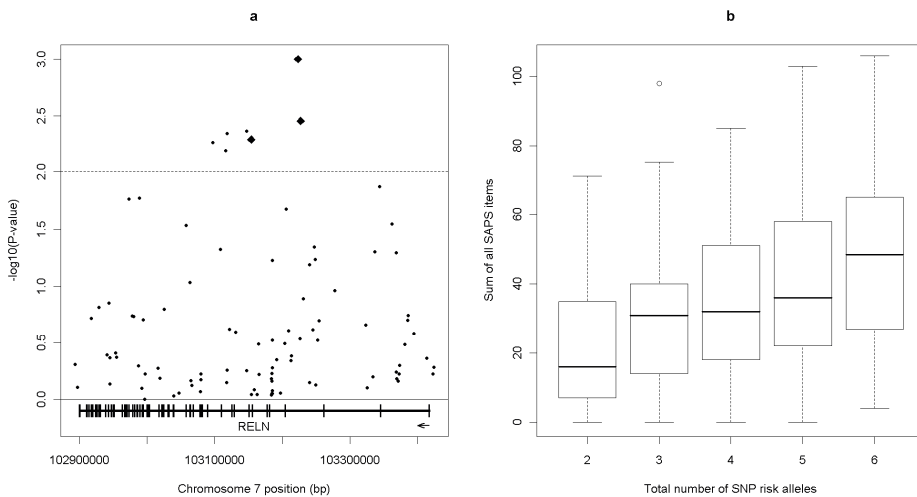 a
-log10(P-value)
3.0
2.5
2.0
1.5
1.0
0.5
0.0
RELN
102900000 103100000 103300000
Chromosome 7 position (bp)
b
Sum of all SAPS items
100
80
60
40
20
0
2 3 4 5 6
Total number of SNP risk alleles